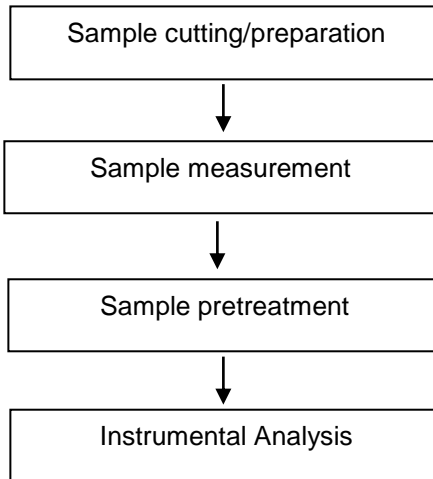 Sample cutting/preparation
Sample measurement
Sample pretreatment
Instrumental Analysis